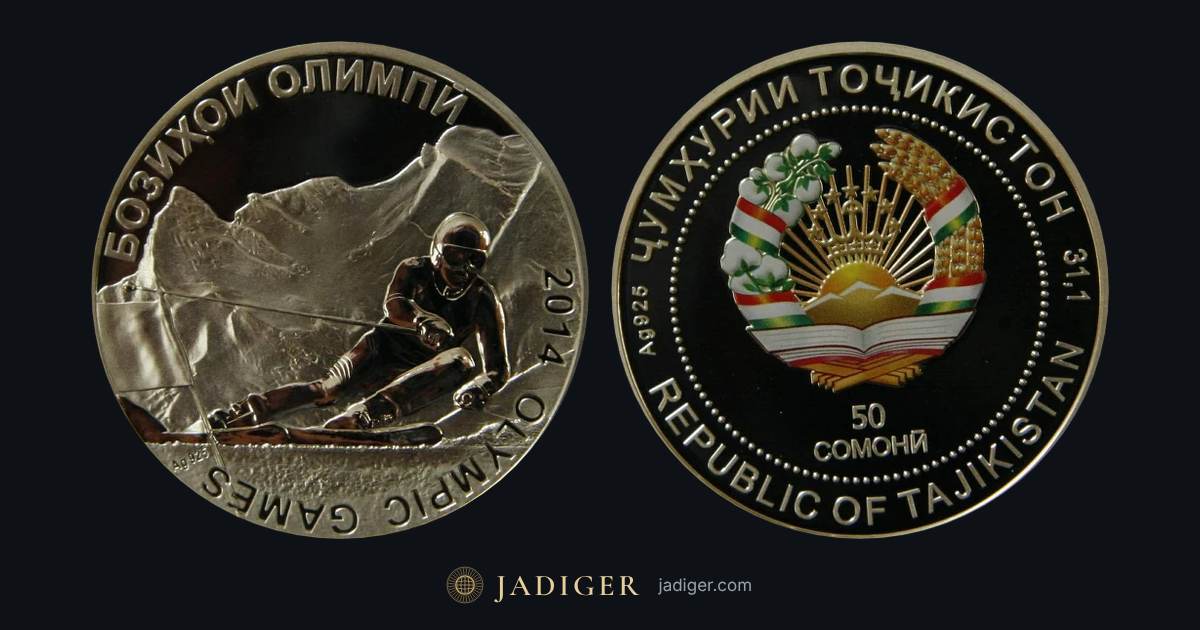 БОЗИҲОИ ОЛИМПӢ
2014 OLYMPIC GAMES
Ag 925
ҶУМҲУРИИ ТОҶИКИСТОН 31,1
Ag925
REPUBLIC OF TAJIKISTAN
50
СОМОНӢ
JADIGER
jadiger.com